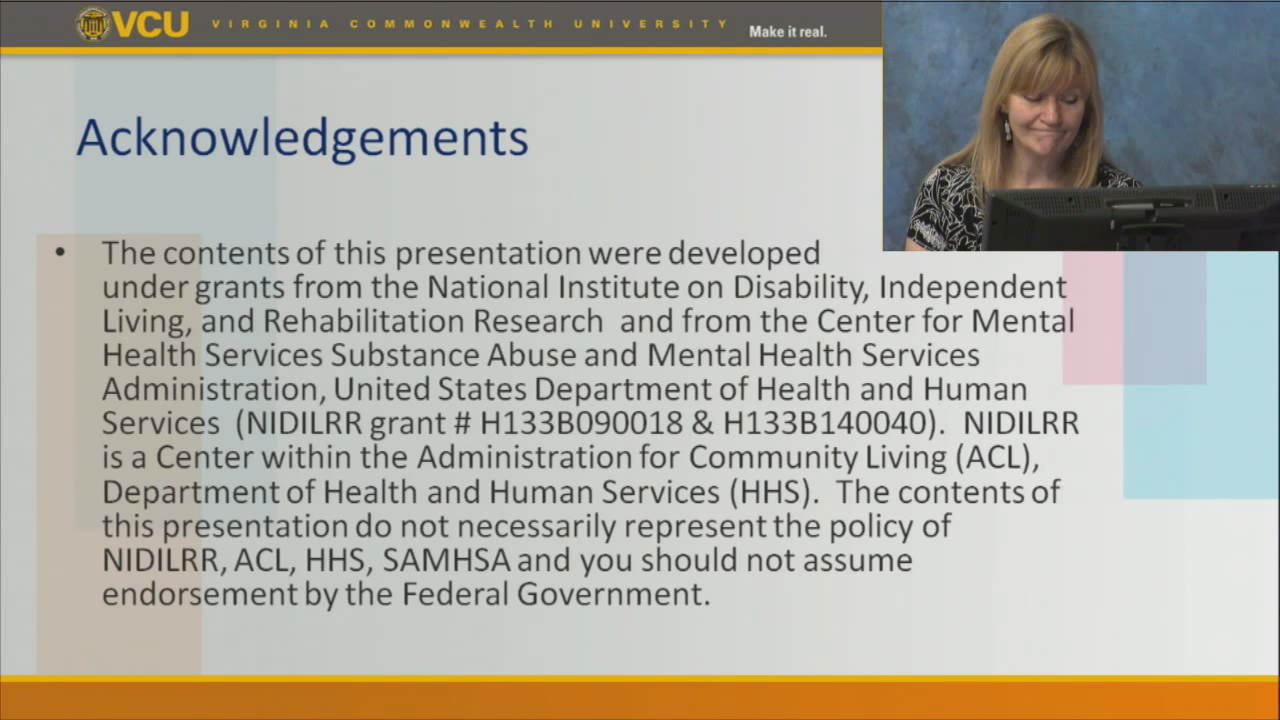 VCU VIRGINIA COMMONWEALTH UNIVERSITY Make it real.
Acknowledgements
• The contents of this presentation were developed
under grants from the National Institute on Disability, Independent
Living, and Rehabilitation Research and from the Center for Mental
Health Services Substance Abuse and Mental Health Services
Administration, United States Department of Health and Human
Services (NIDILRR grant # H133B090018 & H133B140040). NIDILRR
is a Center within the Administration for Community Living (ACL),
Department of Health and Human Services (HHS). The contents of
this presentation do not necessarily represent the policy of
NIDILRR, ACL, HHS, SAMHSA and you should not assume
endorsement by the Federal Government.